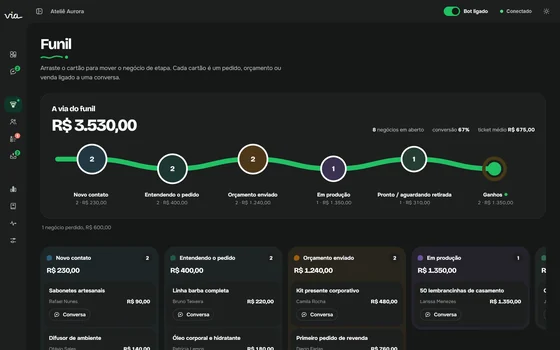 via
Ateliê Aurora
Bot ligado
Conectado
Funil
Arraste o cartão para mover o negócio de etapa. Cada cartão é um pedido, orçamento ou
venda ligado a uma conversa.
A via do funil
R$ 3.530,00
8 negócios em aberto conversão 67% ticket médio R$ 675,00
2 2 2 1 1
Novo contato Entendendo o pedido Orçamento enviado Em produção Pronto / aguardando retirada Ganhos
2 · R$ 230,00 2 · R$ 400,00 2 · R$ 1.240,00 1 · R$ 1.350,00 1 · R$ 310,00 2 · R$ 1.350,00
1 negócio perdido, R$ 600,00
Novo contato 2 Entendendo o pedido 2 Orçamento enviado 2 Em produção 1
R$ 230,00 R$ 400,00 R$ 1.240,00 R$ 1.350,00
Sabonetes artesanais Linha barba completa Kit presente corporativo 50 lembrancinhas de casamento
Rafael Nunes R$ 90,00 Bruno Teixeira R$ 220,00 Camila Rocha R$ 480,00 Larissa Menezes R$ 1.350,00
Conversa Conversa Conversa Conversa
Difusor de ambiente Óleo corporal e hidratante Primeiro pedido de revenda
R$ 140,00 R$ 180,00 R$ 760,00